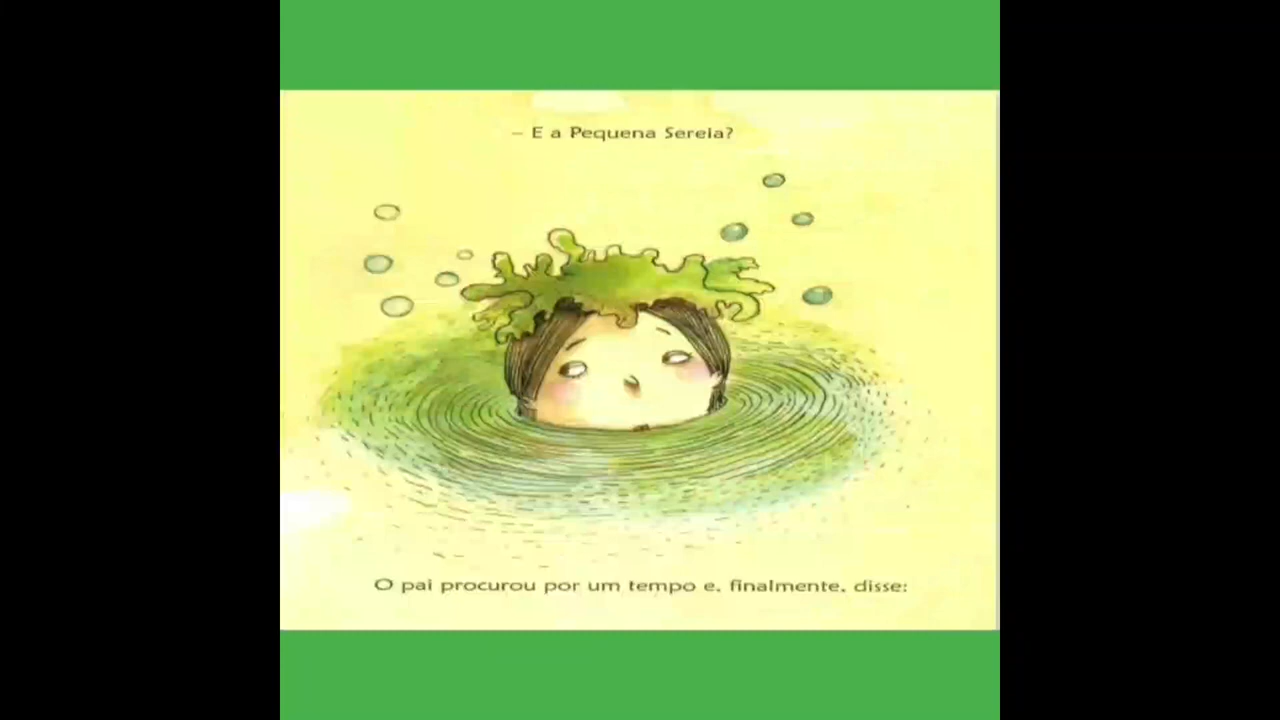 – E a Pequena Sereia?
O pai procurou por um tempo e, finalmente, disse: